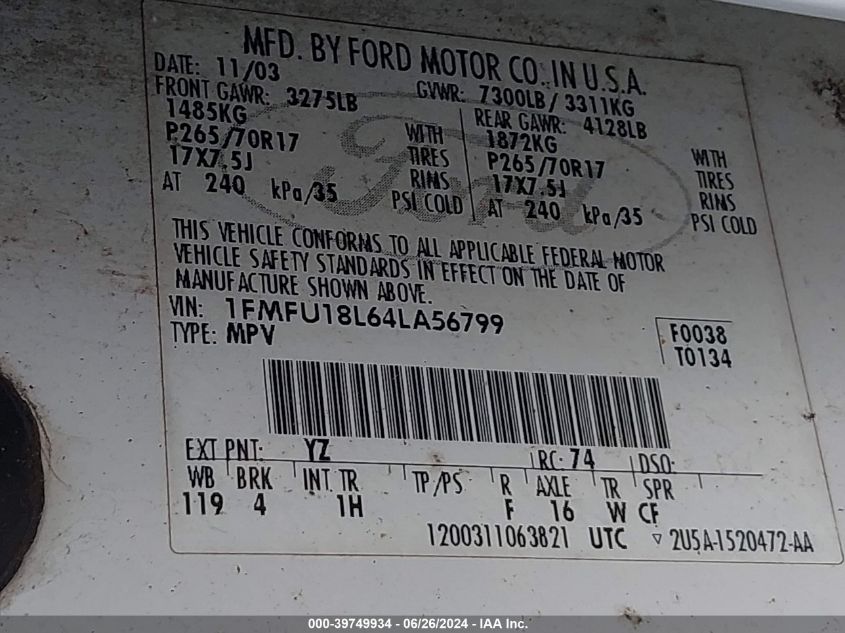 MFD. BY FORD MOTOR CO. IN U.S.A.
DATE: 11/03 GVWR: 7300LB / 3311KG
FRONT GAWR: 3275LB REAR GAWR: 4128LB
1485KG WITH 1872KG WITH
P265/70R17 TIRES P265/70R17 TIRES
17X7.5J RIMS 17X7.5J RIMS
AT 240 kPa/35 PSI COLD AT 240 kPa/35 PSI COLD
Ford
THIS VEHICLE CONFORMS TO ALL APPLICABLE FEDERAL MOTOR
VEHICLE SAFETY STANDARDS IN EFFECT ON THE DATE OF
MANUFACTURE SHOWN ABOVE.
VIN: 1FMFU18L64LA56799
TYPE: MPV
F0038
T0134
EXT PNT: YZ RC: 74 DSO:
WB BRK INT TR TP/PS R AXLE TR SPR
119 4 1H F 16 W CF
1200311063821 UTC ▽ 2U5A-1520472-AA
000-39749934 - 06/26/2024 - IAA Inc.